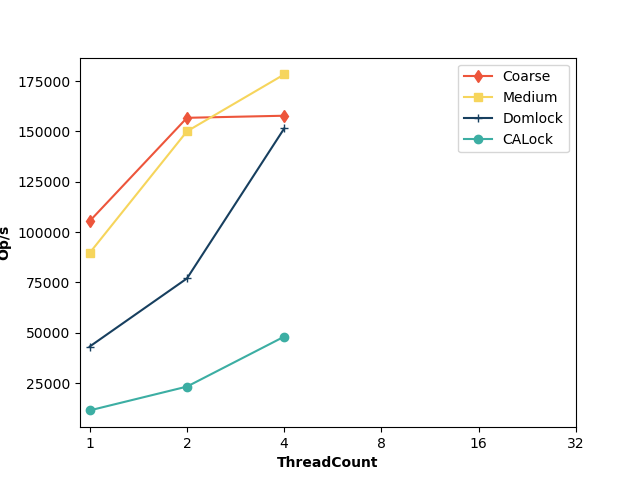 Coarse
Medium
Domlock
CALock
175000
150000
125000
100000
75000
50000
25000
Op/s
1 2 4 8 16 32
ThreadCount